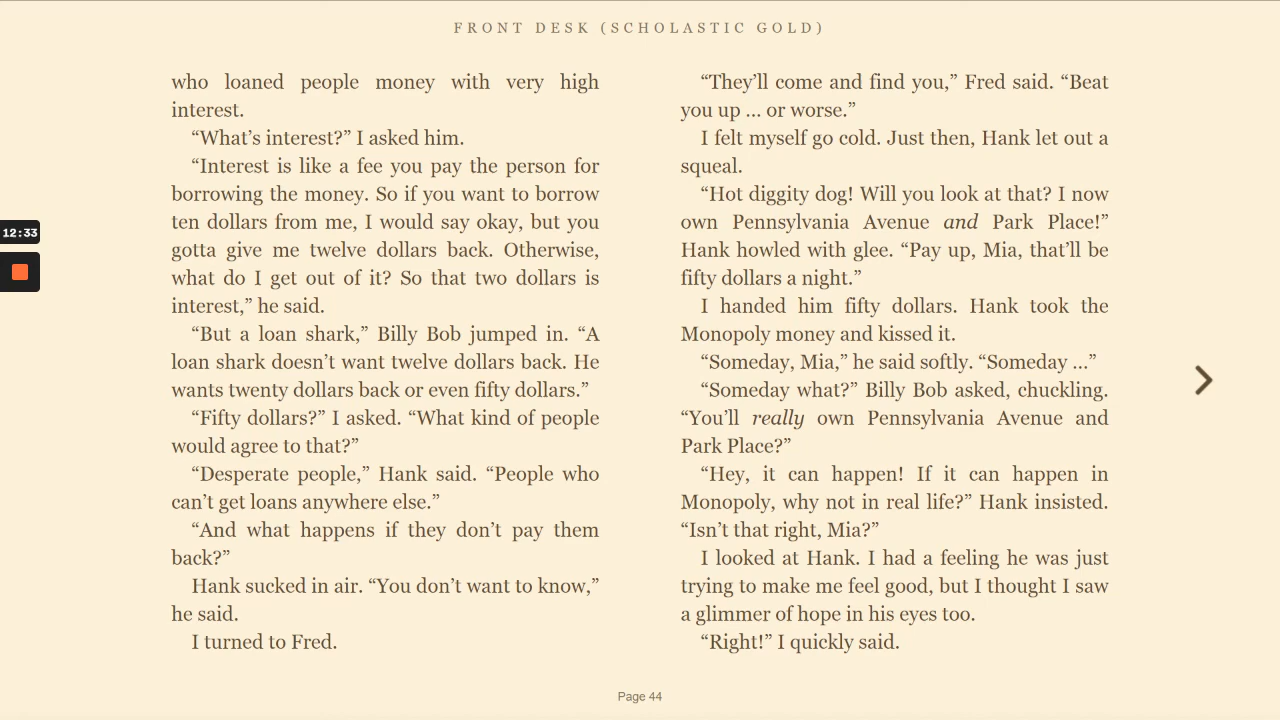 FRONT DESK (SCHOLASTIC GOLD)
who loaned people money with very high
interest.
“What’s interest?” I asked him.
“Interest is like a fee you pay the person for
borrowing the money. So if you want to borrow
ten dollars from me, I would say okay, but you
gotta give me twelve dollars back. Otherwise,
what do I get out of it? So that two dollars is
interest,” he said.
“But a loan shark,” Billy Bob jumped in. “A
loan shark doesn’t want twelve dollars back. He
wants twenty dollars back or even fifty dollars.”
“Fifty dollars?” I asked. “What kind of people
would agree to that?”
“Desperate people,” Hank said. “People who
can’t get loans anywhere else.”
“And what happens if they don’t pay them
back?”
Hank sucked in air. “You don’t want to know,”
he said.
I turned to Fred.
“They’ll come and find you,” Fred said. “Beat
you up ... or worse.”
I felt myself go cold. Just then, Hank let out a
squeal.
“Hot diggity dog! Will you look at that? I now
own Pennsylvania Avenue and Park Place!”
Hank howled with glee. “Pay up, Mia, that’ll be
fifty dollars a night.”
I handed him fifty dollars. Hank took the
Monopoly money and kissed it.
“Someday, Mia,” he said softly. “Someday ...”
“Someday what?” Billy Bob asked, chuckling.
“You’ll really own Pennsylvania Avenue and
Park Place?”
“Hey, it can happen! If it can happen in
Monopoly, why not in real life?” Hank insisted.
“Isn’t that right, Mia?”
I looked at Hank. I had a feeling he was just
trying to make me feel good, but I thought I saw
a glimmer of hope in his eyes too.
“Right!” I quickly said.
12:33
Page 44